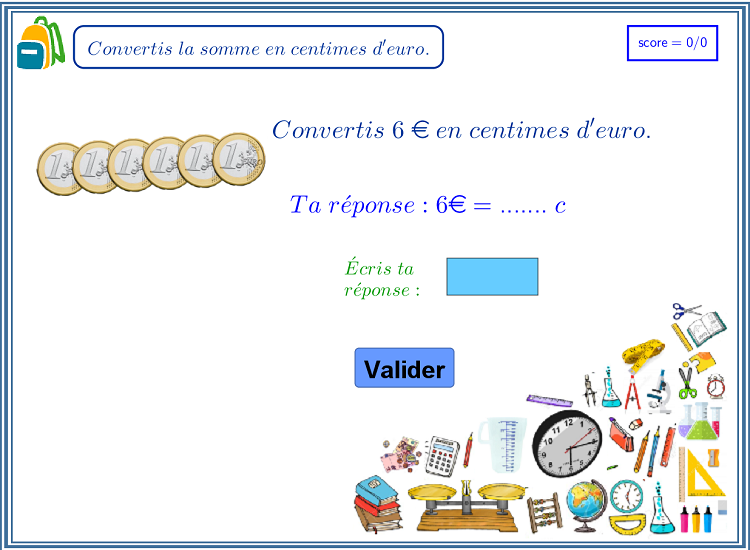 Convertis la somme en centimes d'euro.
score = 0/0
Convertis 6 € en centimes d'euro.
Ta réponse : 6€ = ....... c
Écris ta
réponse :
Valider